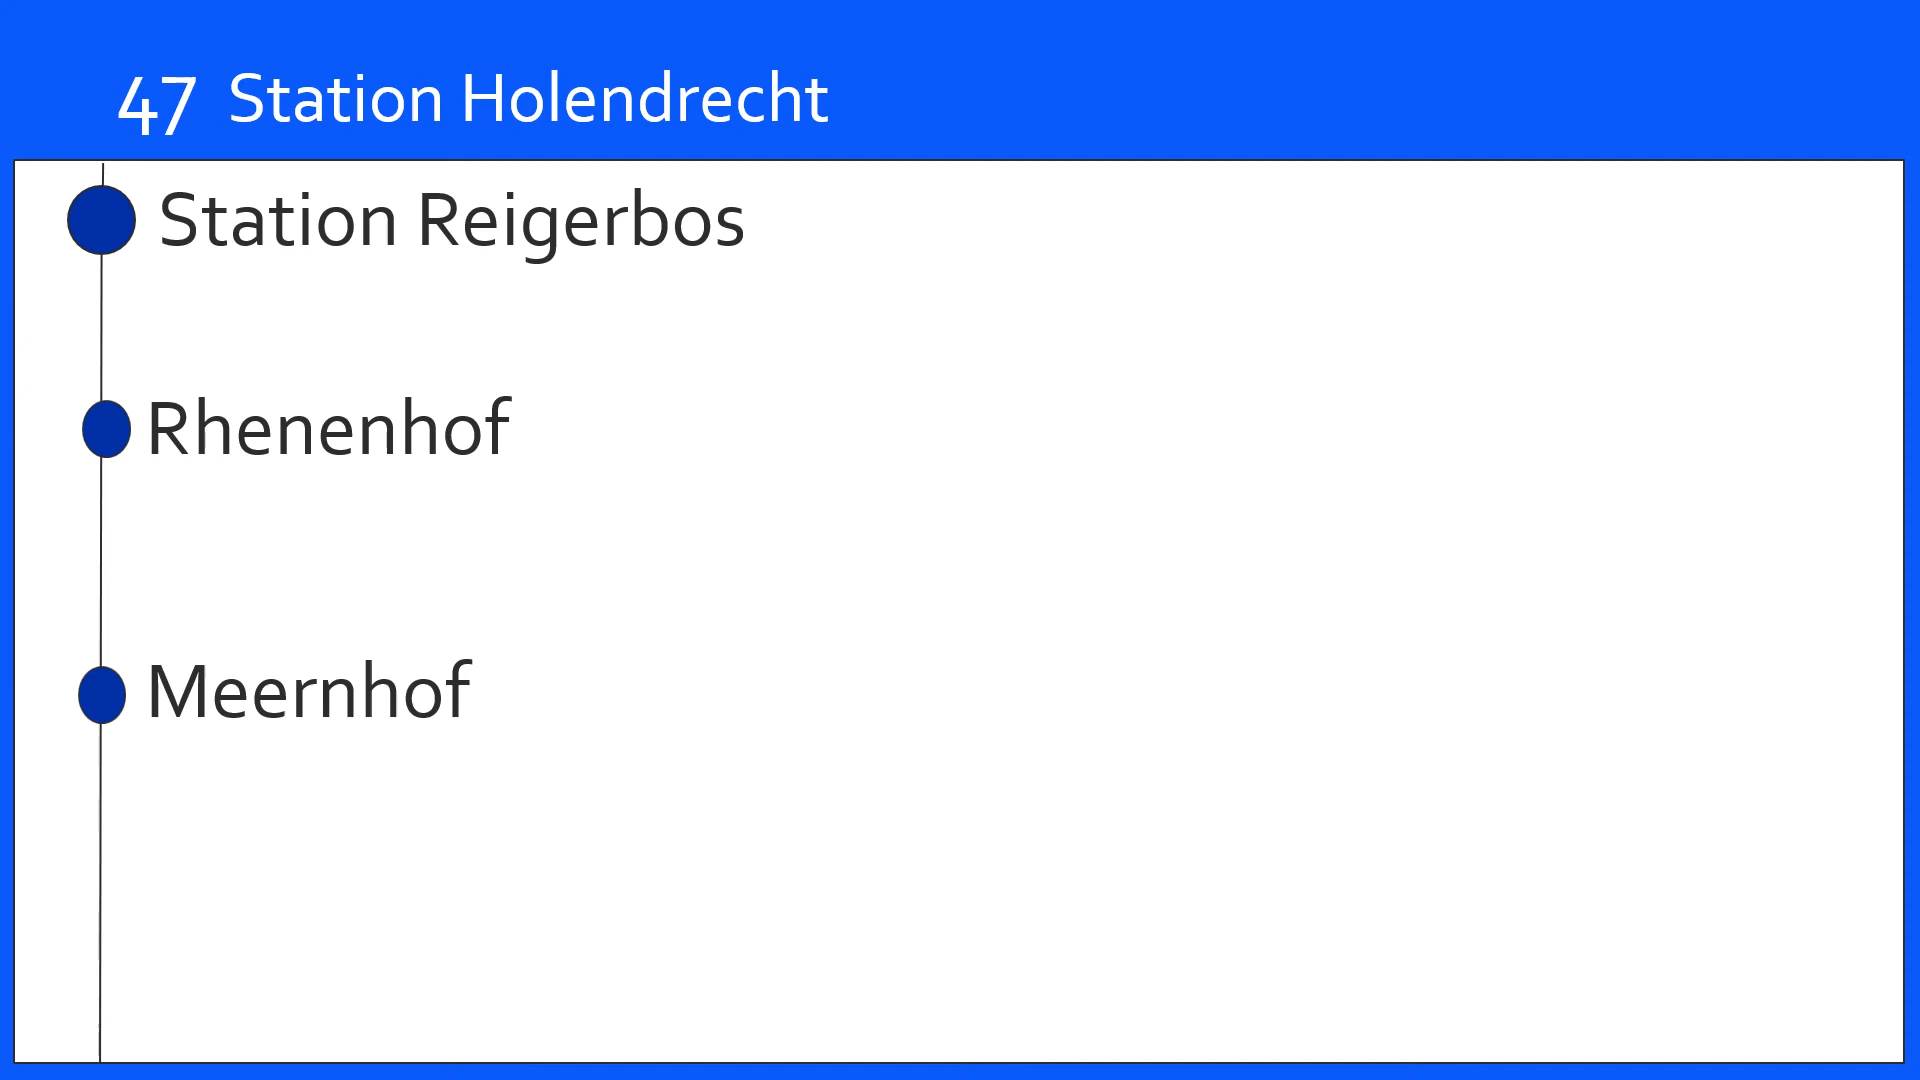 47 Station Holendrecht
Station Reigerbos
Rhenenhof
Meernhof